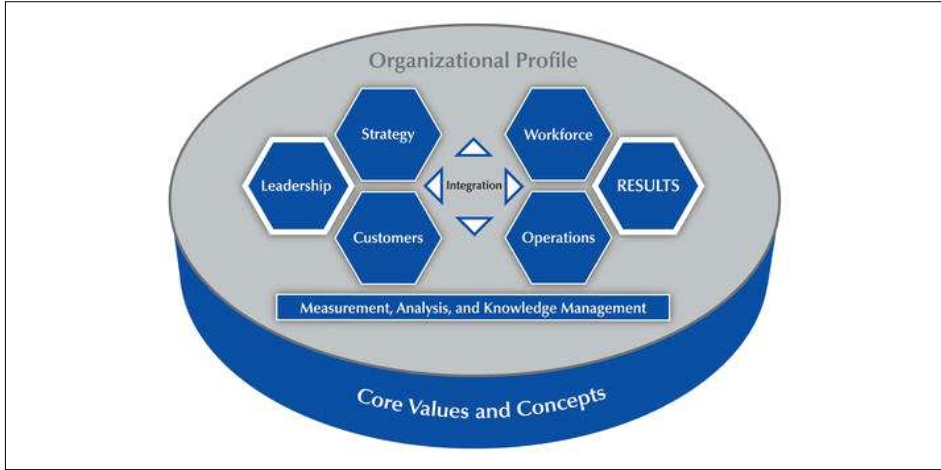 Organizational Profile
Strategy
Workforce
Leadership
Integration
RESULTS
Customers
Operations
Measurement, Analysis, and Knowledge Management
Core Values and Concepts